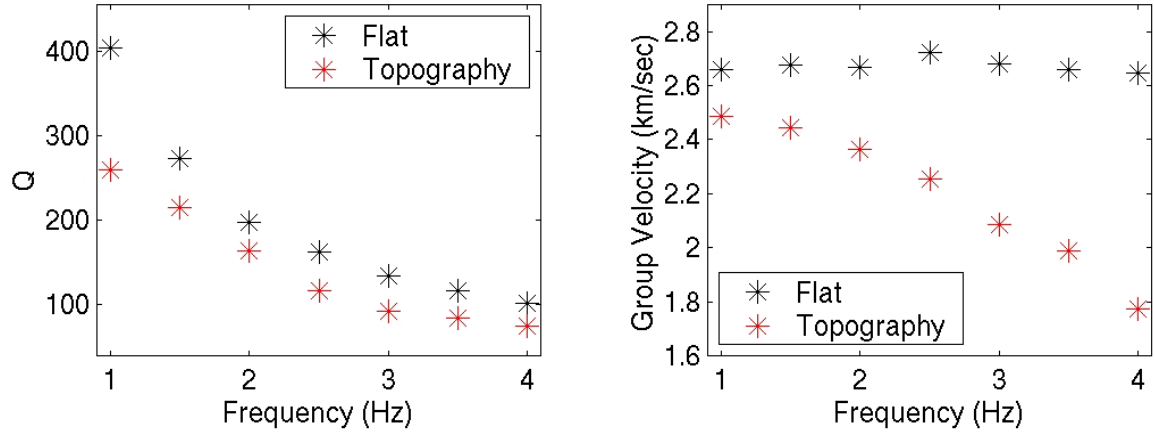 400
300
200
100
Q
1
2
3
4
Frequency (Hz)
Flat
Topography
2.8
2.6
2.4
2.2
2
1.8
1.6
Group Velocity (km/sec)
1
2
3
4
Frequency (Hz)
Flat
Topography